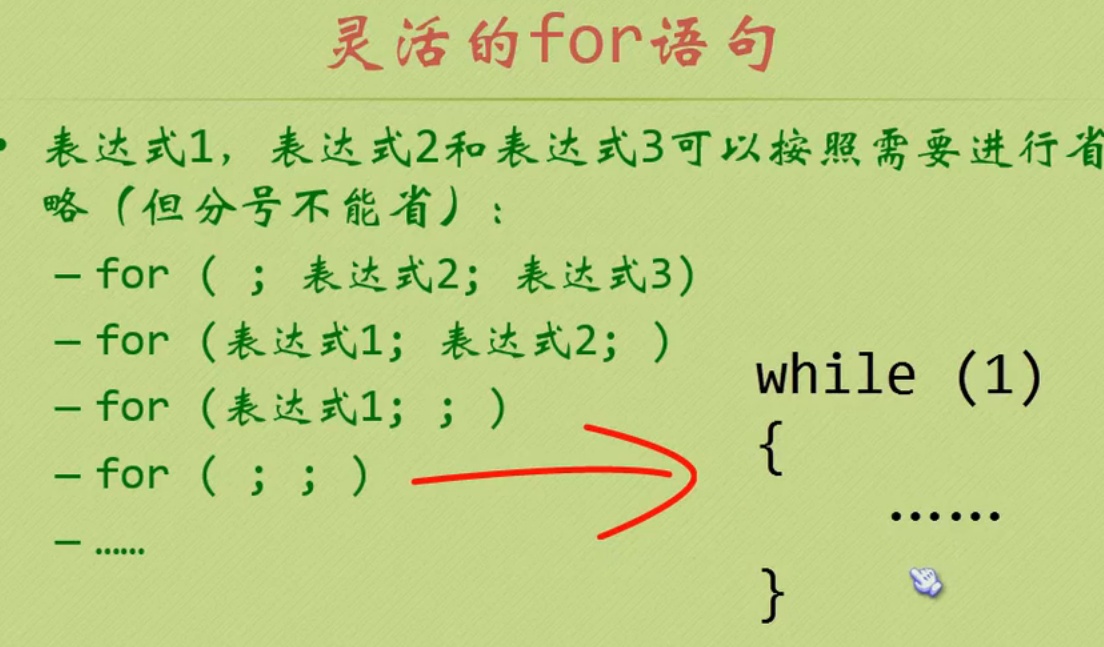 灵活的for语句
• 表达式1，表达式2和表达式3可以按照需要进行省
略（但分号不能省）：
– for ( ; 表达式2; 表达式3)
– for (表达式1; 表达式2; )
– for (表达式1; ; )
– for ( ; ; )
– ……
while (1)
{
……
}